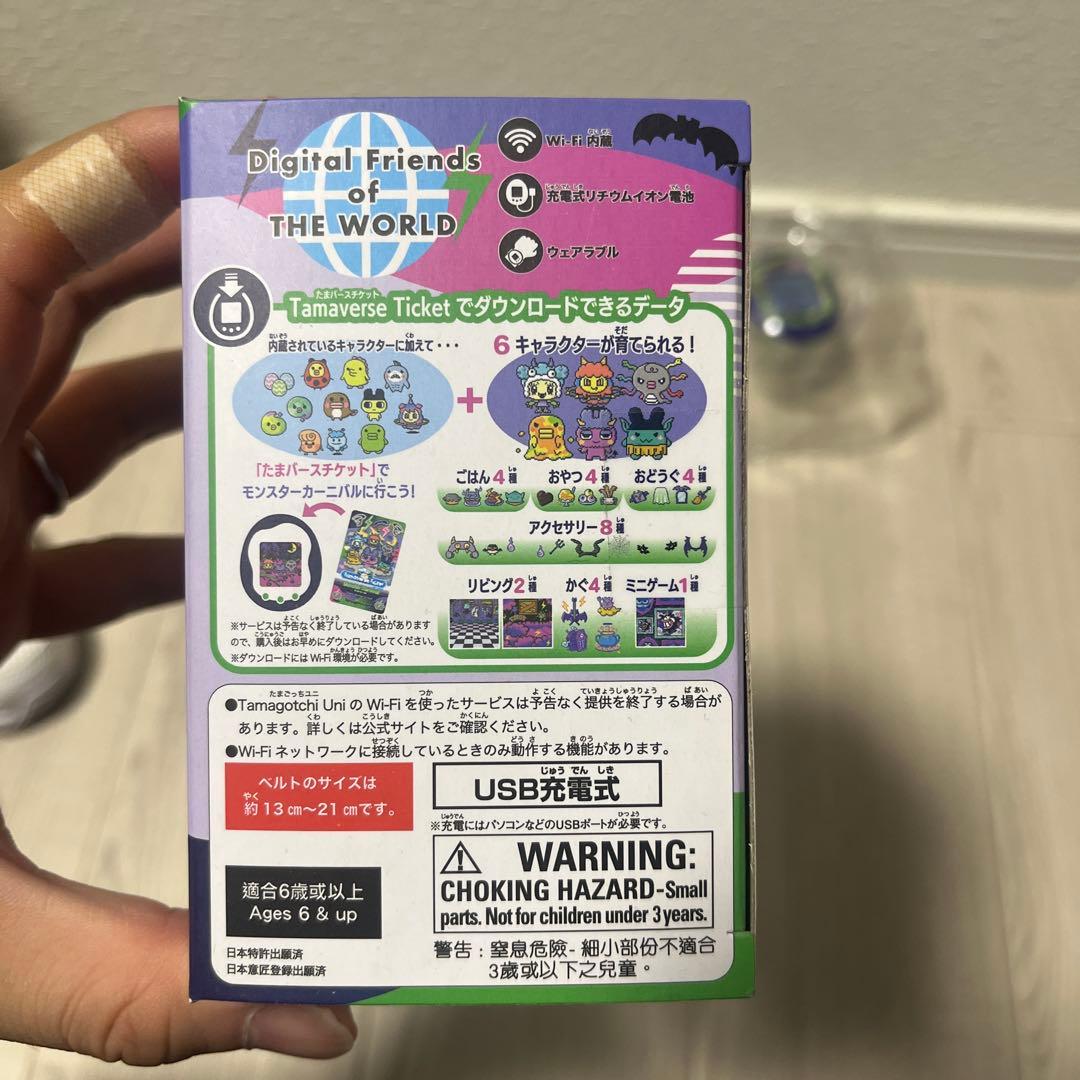 Digital Friends
of
THE WORLD
Wi-Fi 内蔵
充電式リチウムイオン電池
ウェアラブル
Tamaverse Ticket でダウンロードできるデータ
内蔵されているキャラクターに加えて・・・
6 キャラクターが育てられる！
+
「たまバースチケット」で
モンスターカーニバルに行こう！
ごはん4種
おやつ4種
おどうぐ4種
アクセサリー8種
リビング2種
かぐ4種
ミニゲーム1種
※サービスは予告なく終了している場合があります
ので、購入後はお早めにダウンロードしてください。
※ダウンロードには Wi-Fi 環境が必要です。
●Tamagotchi Uni の Wi-Fi を使ったサービスは予告なく提供を終了する場合が
あります。詳しくは公式サイトをご確認ください。
●Wi-Fi ネットワークに接続しているときのみ動作する機能があります。
ベルトのサイズは
約 13 ㎝～21 ㎝です。
USB充電式
※充電にはパソコンなどのUSBポートが必要です。
WARNING:
CHOKING HAZARD-Small
parts. Not for children under 3 years.
適合6歳或以上
Ages 6 & up
警告：窒息危險- 細小部份不適合
3歲或以下之兒童。
日本特許出願済
日本意匠登録出願済